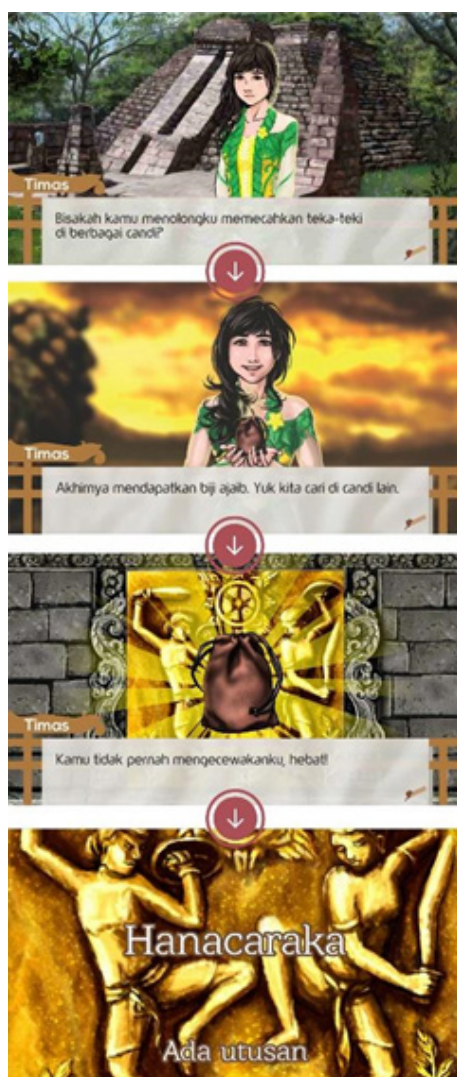 Timas
Bisakah kamu menolongku memecahkan teka-teki
di berbagai candi?
Timas
Akhirnya mendapatkan biji ajaib. Yuk kita cari di candi lain.
Timas
Kamu tidak pernah mengecewakanku, hebat!
Hanacaraka
Ada utusan